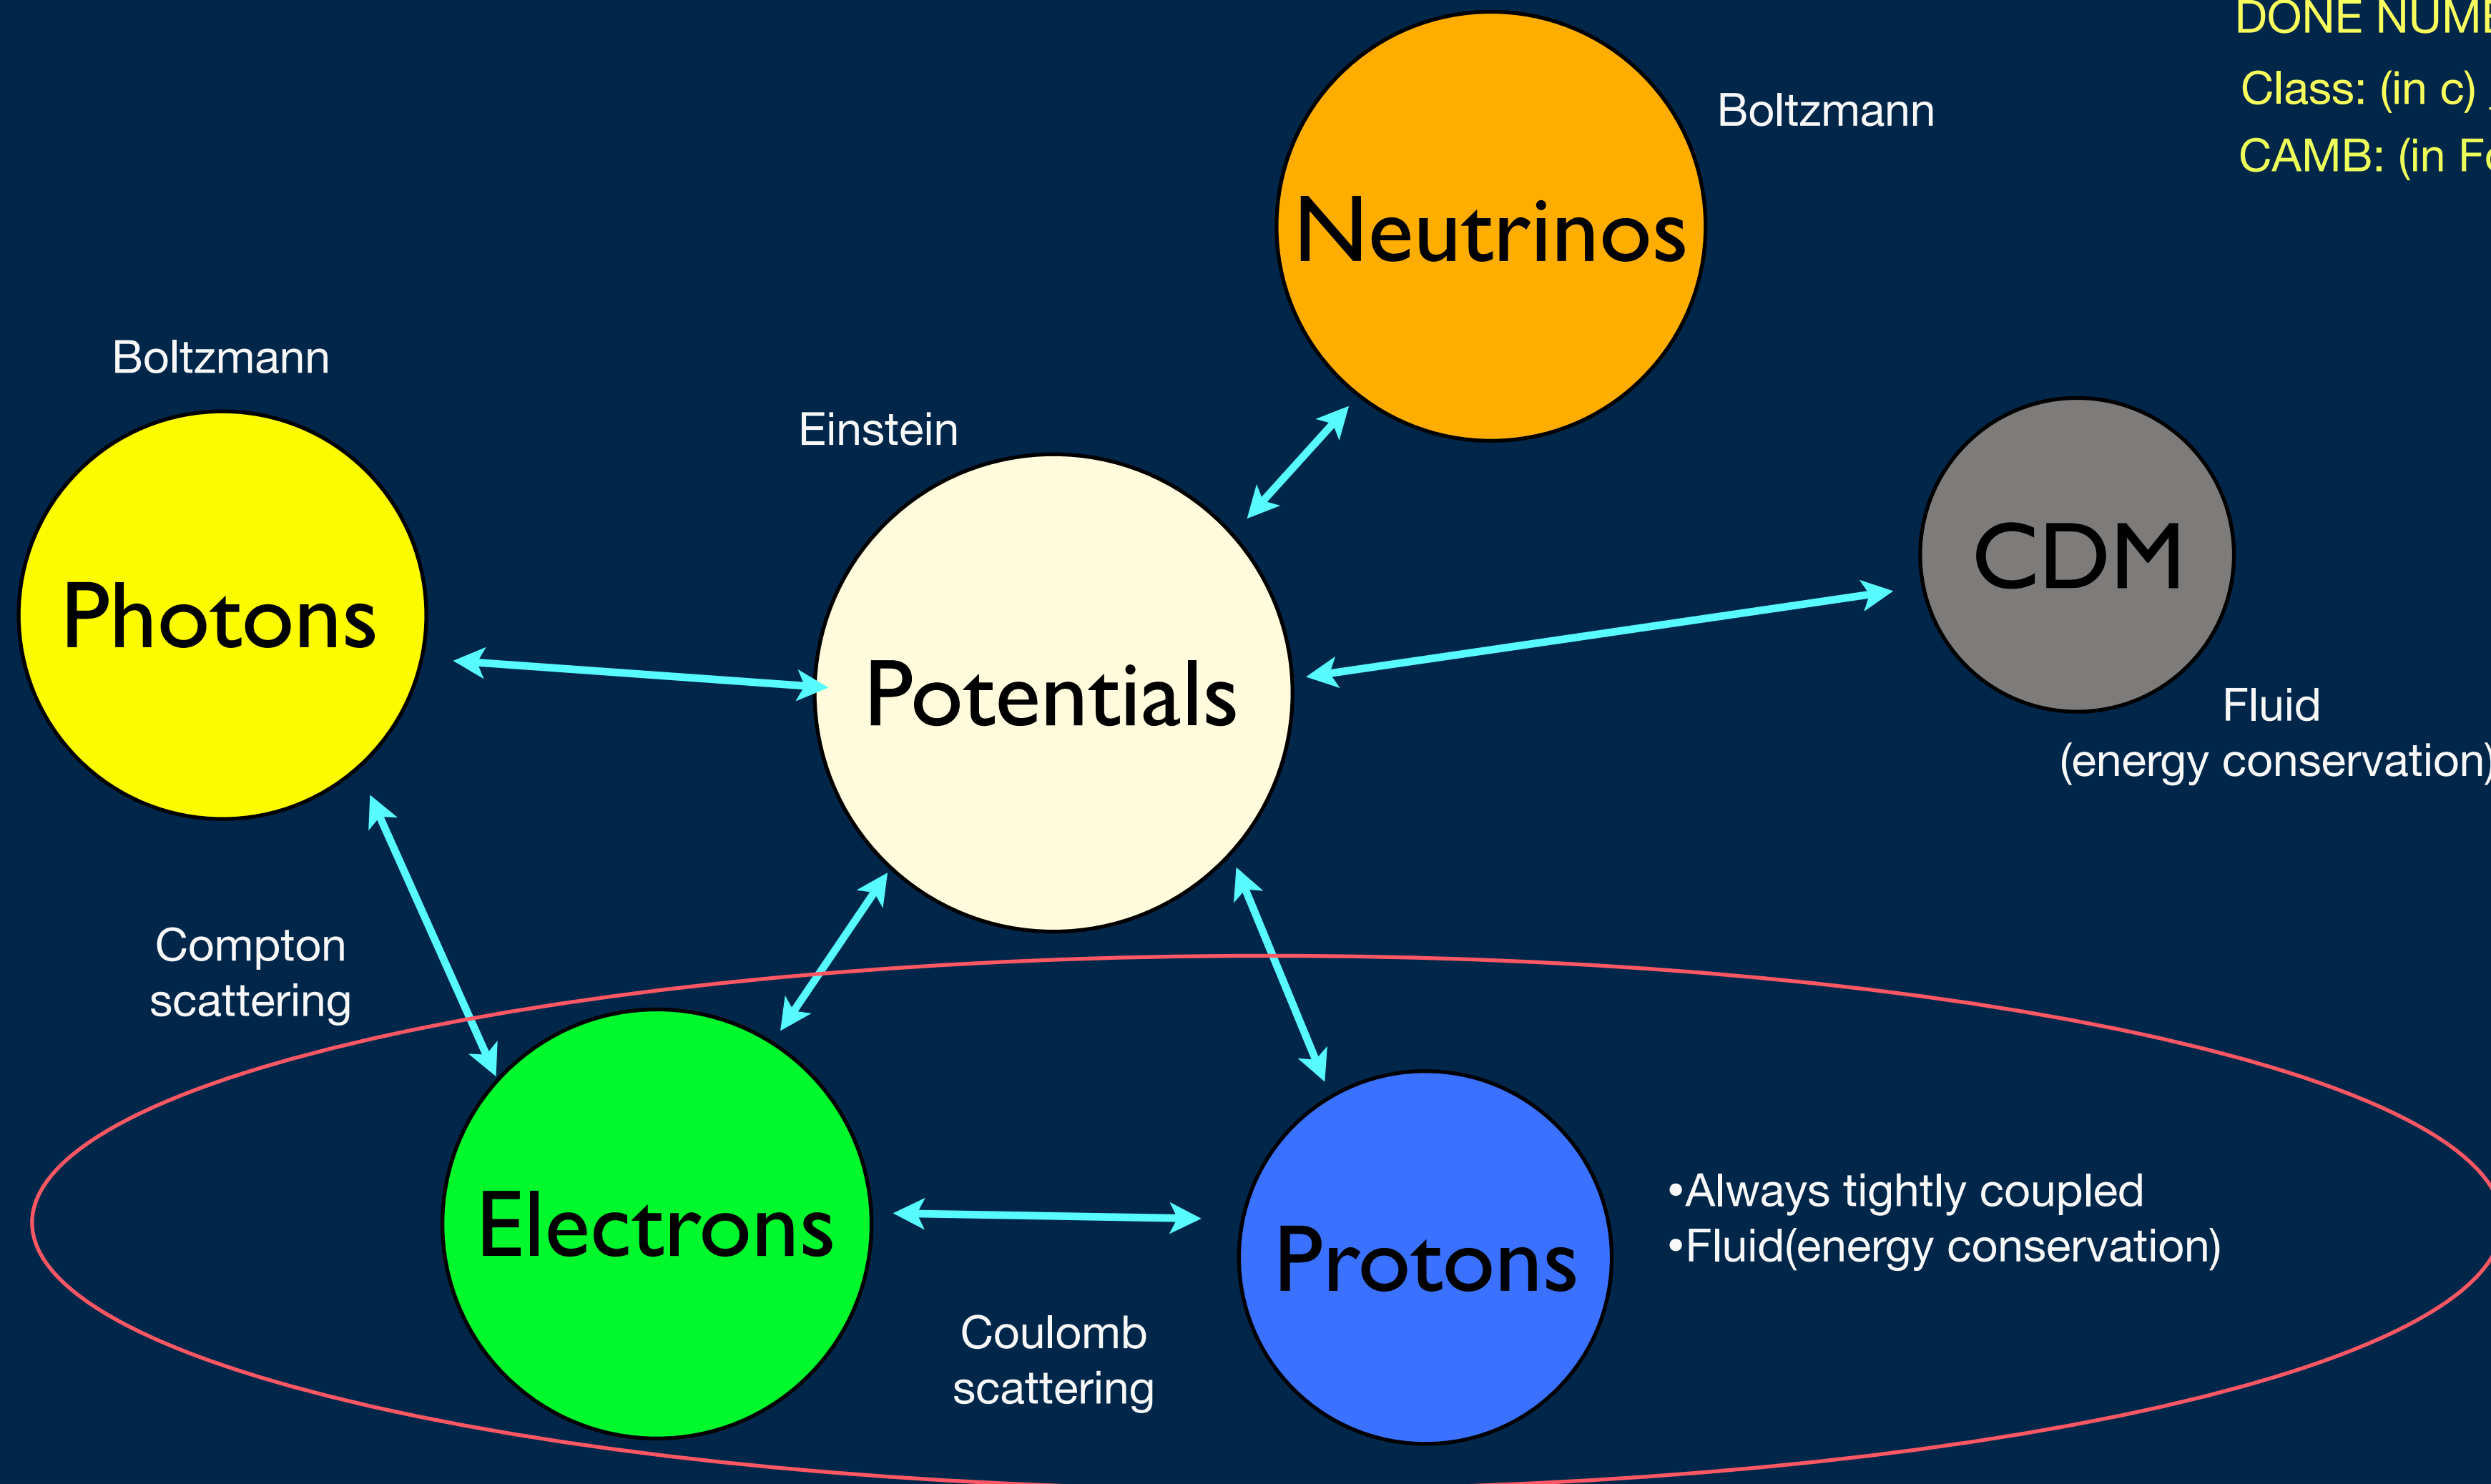 DONE
Class: (in c)
CAMB: (in
Boltzmann
Neutrinos
Boltzmann
Einstein
Photons
Potentials
CDM
Fluid
(energy conservation)
Compton
scattering
Electrons
Protons
•Always tightly coupled
•Fluid(energy conservation)
Coulomb
scattering